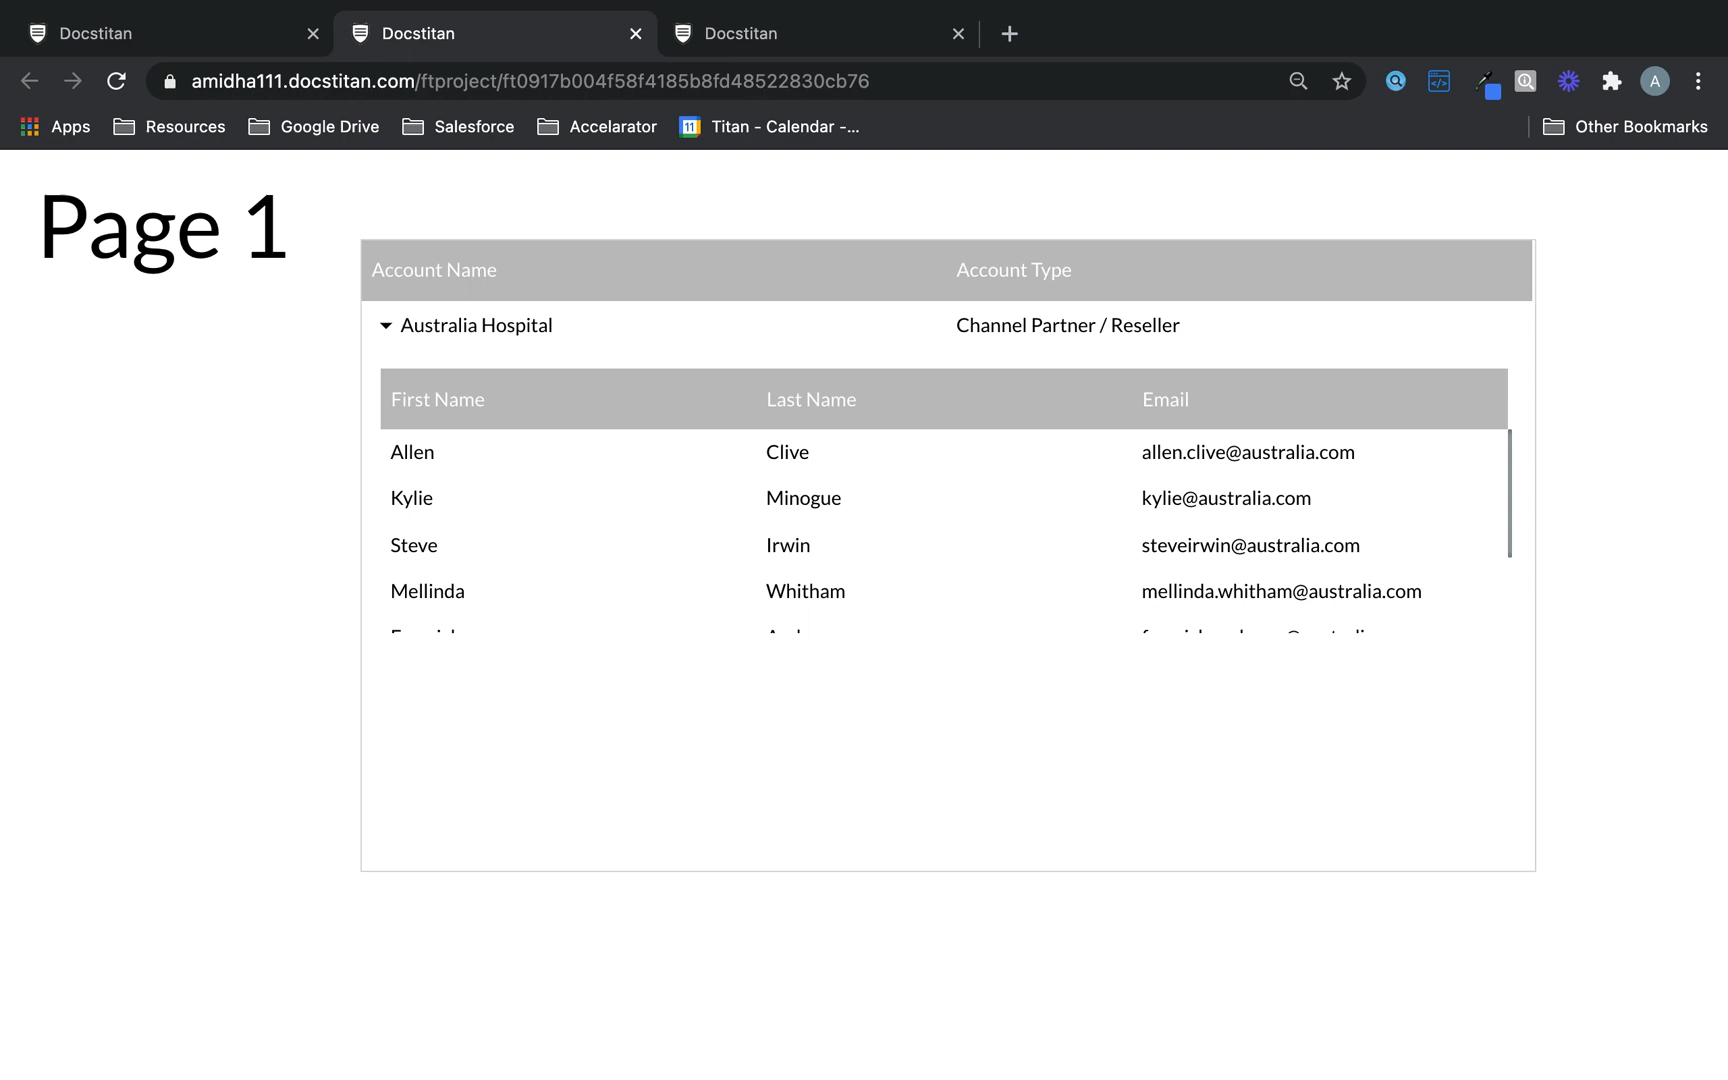 Docstitan
Docstitan
Docstitan
amidha111.docstitan.com/ftproject/ft0917b004f58f4185b8fd48522830cb76
A
Apps Resources Google Drive Salesforce Accelarator 11 Titan - Calendar -... Other Bookmarks
Page 1
Account Name Account Type
Australia Hospital Channel Partner / Reseller
First Name Last Name Email
Allen Clive allen.clive@australia.com
Kylie Minogue kylie@australia.com
Steve Irwin steveirwin@australia.com
Mellinda Whitham mellinda.whitham@australia.com